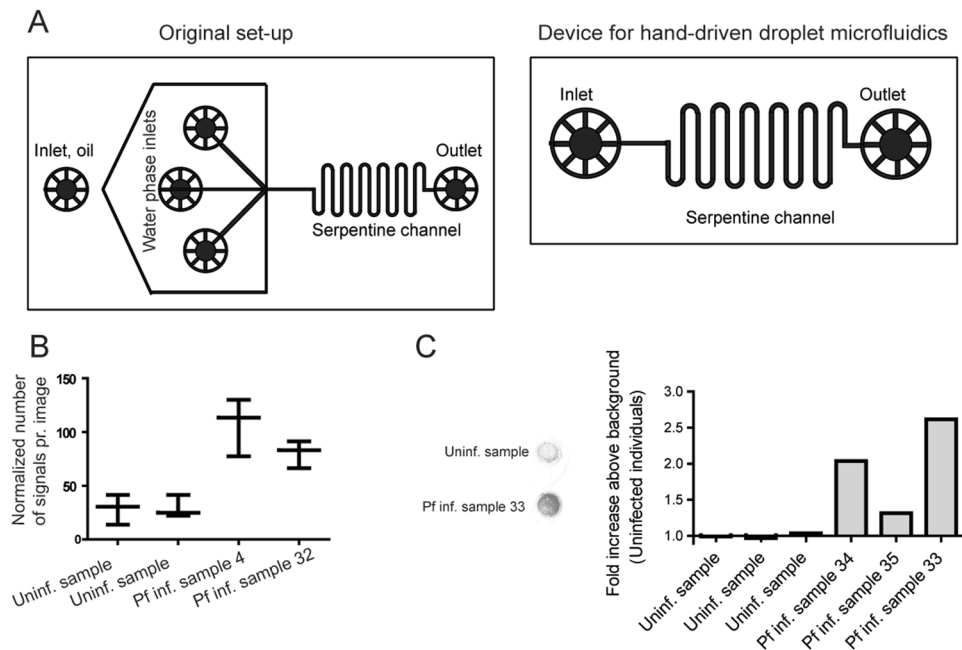 A
Original set-up
Device for hand-driven droplet microfluidics
Inlet, oil
Water phase inlets
Outlet
Serpentine channel
Inlet
Outlet
Serpentine channel
B
Normalized number
of signals pr. image
150
100
50
0
Uninf. sample
Uninf. sample
Pf inf. sample 4
Pf inf. sample 32
C
Uninf. sample
Pf inf. sample 33
Fold increase above background
(Uninfected individuals)
3.0
2.5
2.0
1.5
1.0
Uninf. sample
Uninf. sample
Uninf. sample
Pf inf. sample 34
Pf inf. sample 35
Pf inf. sample 33